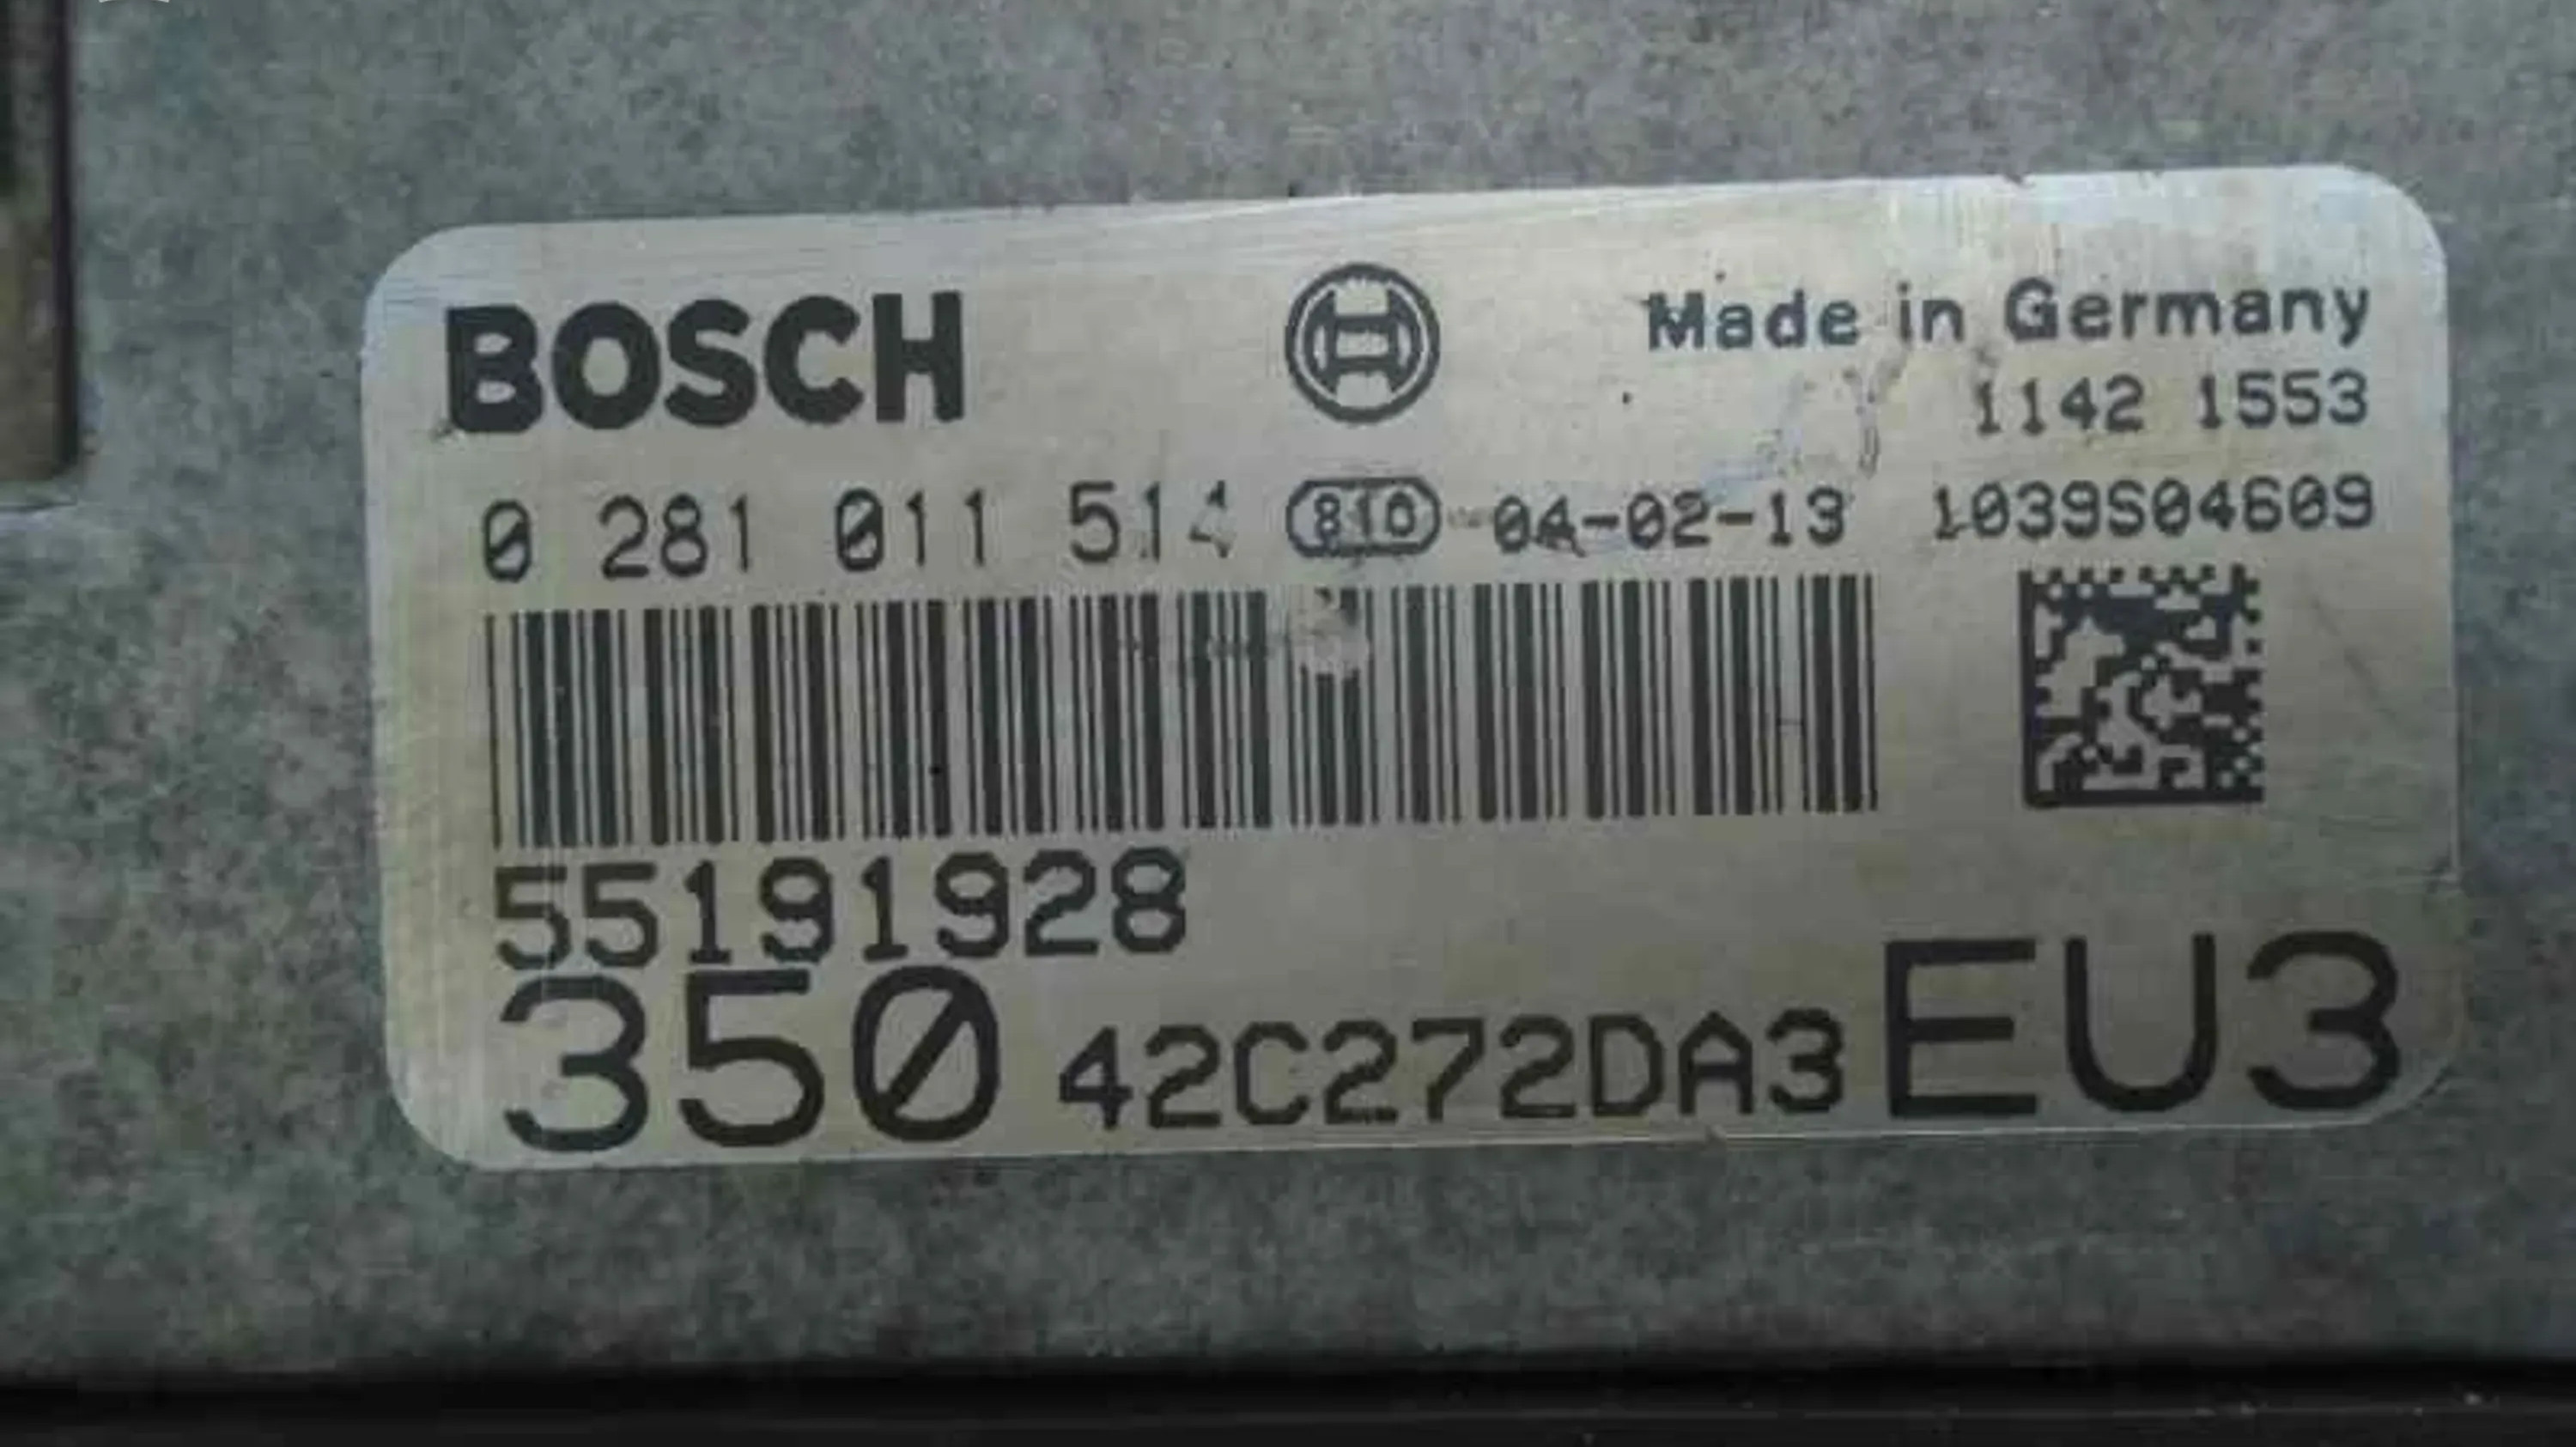 BOSCH
Made in Germany
1142 1553
0 281 011 514 810 04-02-13 1039S04609
55191928
350 42C272DA3 EU3